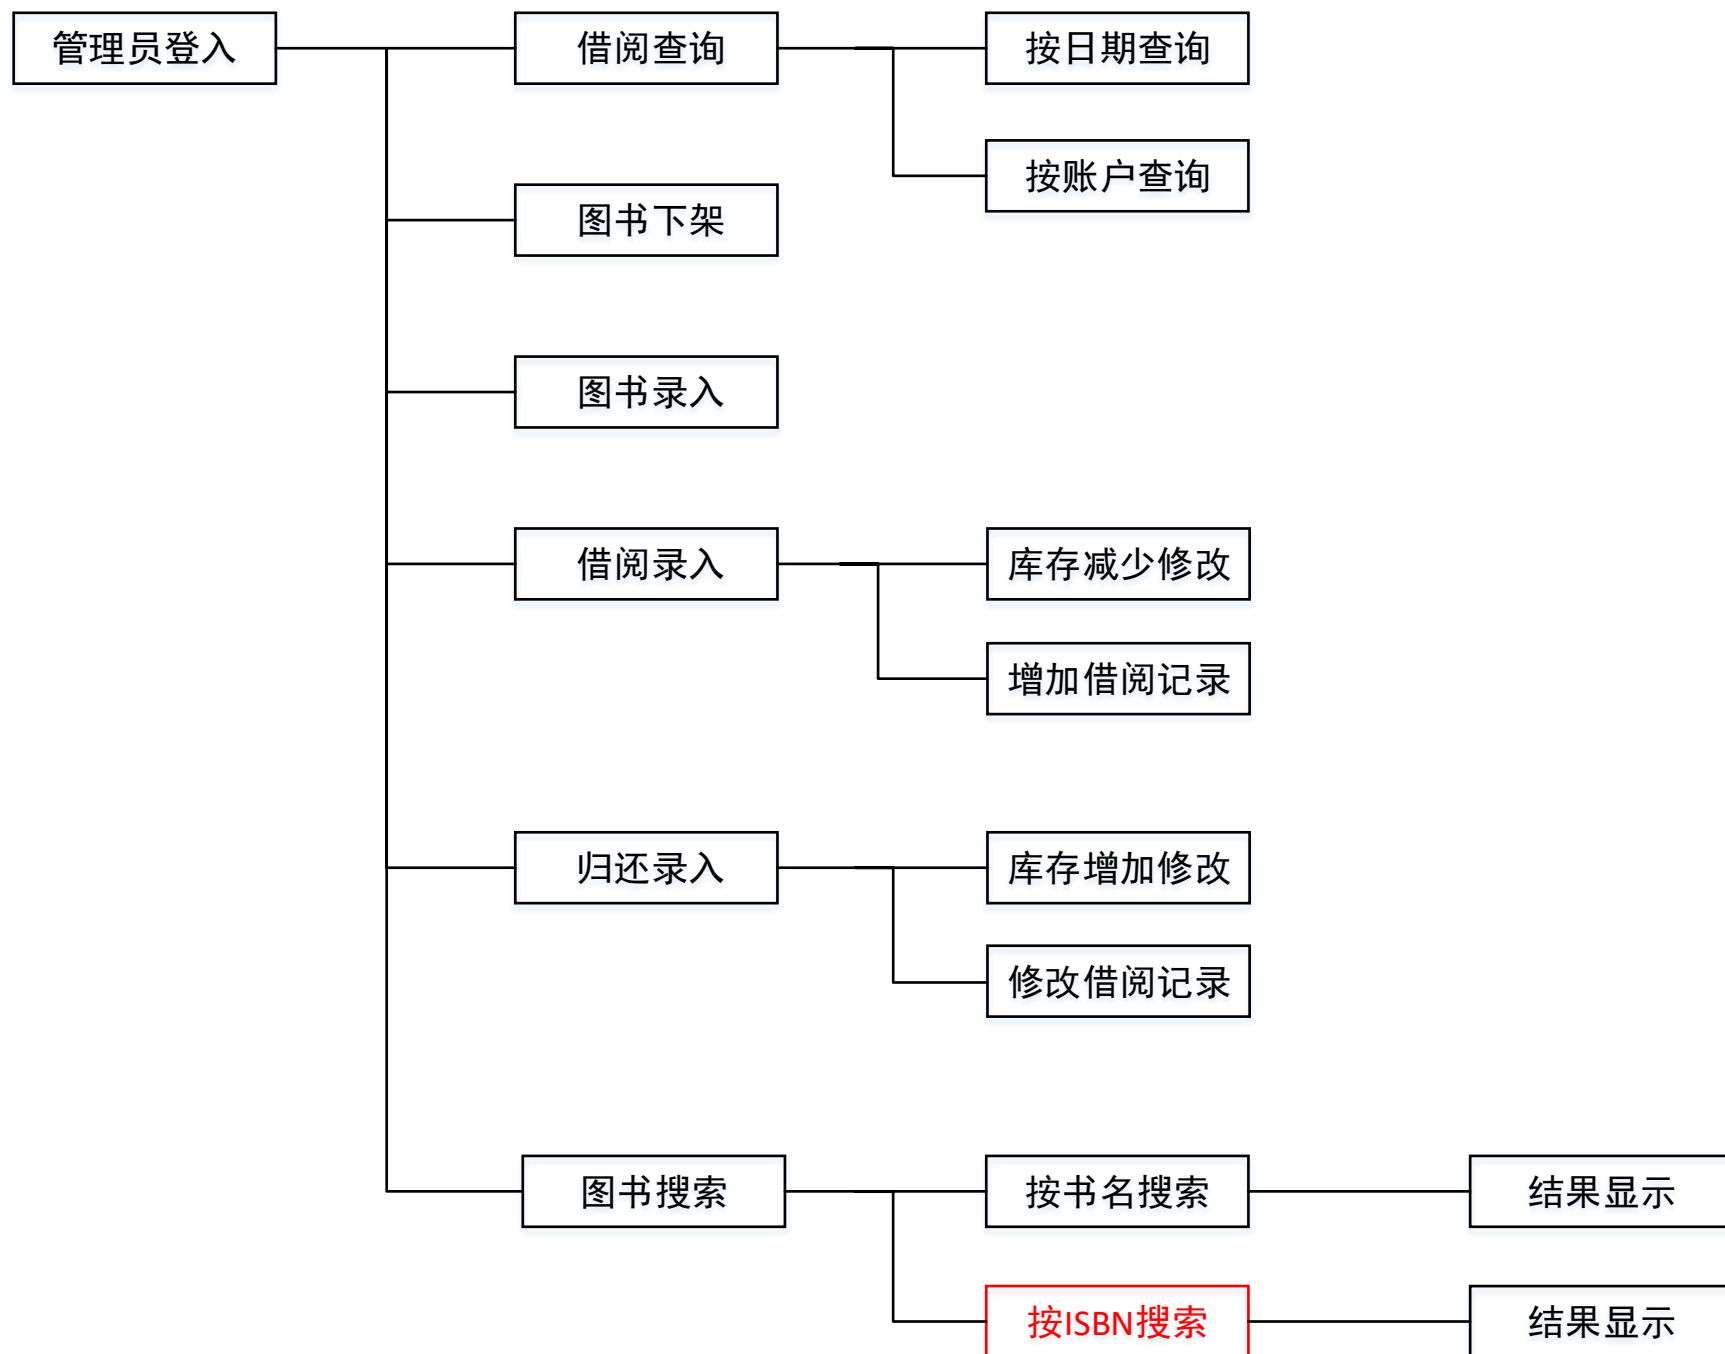 管理员登入
借阅查询
按日期查询
按账户查询
图书下架
图书录入
借阅录入
库存减少修改
增加借阅记录
归还录入
库存增加修改
修改借阅记录
图书搜索
按书名搜索
结果显示
按ISBN搜索
结果显示